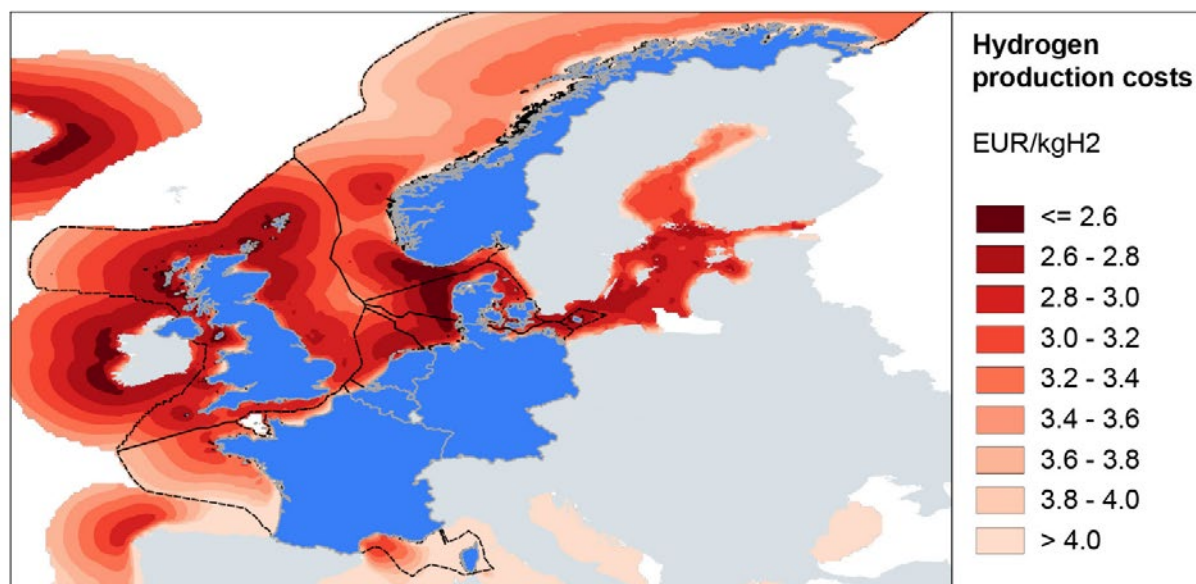 Hydrogen
production costs
EUR/kgH2
<= 2.6
2.6 - 2.8
2.8 - 3.0
3.0 - 3.2
3.2 - 3.4
3.4 - 3.6
3.6 - 3.8
3.8 - 4.0
> 4.0